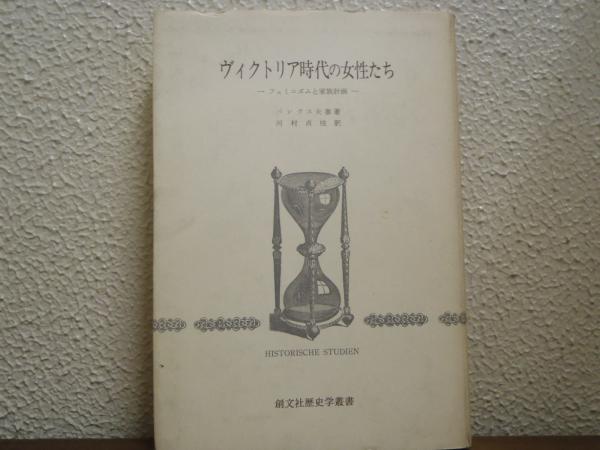 ヴィクトリア時代の女性たち
― フェミニズムと家族計画 ―
バンクス夫妻著
河村貞枝訳
HISTORISCHE STUDIEN
創文社歴史学叢書